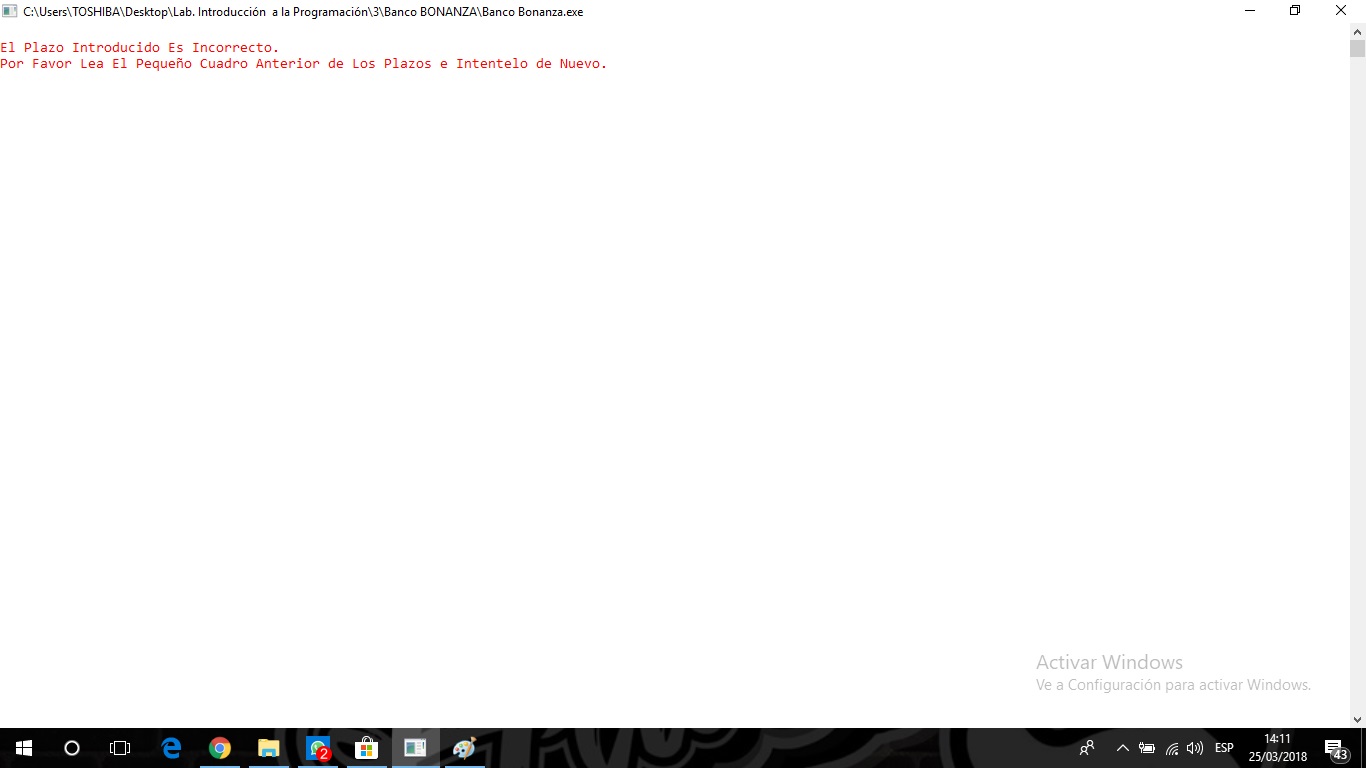 C:\Users\TOSHIBA\Desktop\Lab. Introducción  a la Programación\3\Banco BONANZA\Banco Bonanza.exe
El Plazo Introducido Es Incorrecto.
Por Favor Lea El Pequeño Cuadro Anterior de Los Plazos e Intentelo de Nuevo.
Activar Windows
Ve a Configuración para activar Windows.
2
ESP
14:11
25/03/2018
43